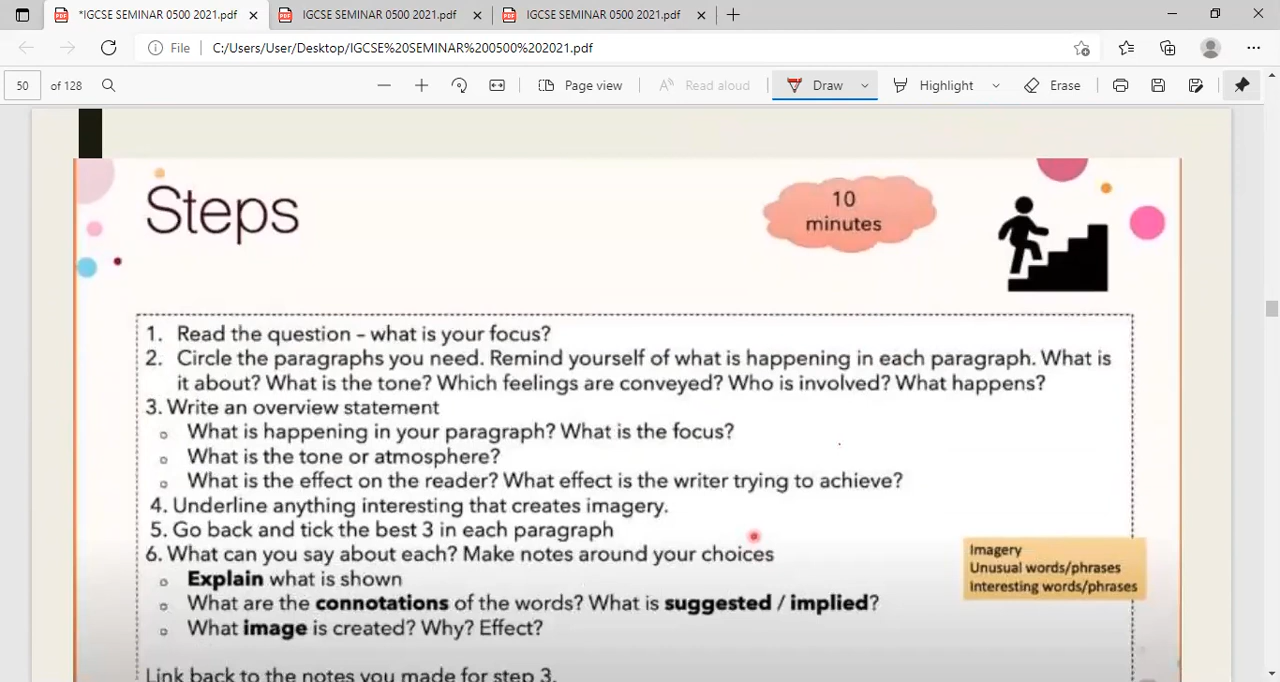 *IGCSE SEMINAR 0500 2021.pdf
IGCSE SEMINAR 0500 2021.pdf
IGCSE SEMINAR 0500 2021.pdf
File
C:/Users/User/Desktop/IGCSE%20SEMINAR%200500%202021.pdf
50 of 128
Page view
Read aloud
Draw
Highlight
Erase
Steps
10
minutes
1. Read the question – what is your focus?
2. Circle the paragraphs you need. Remind yourself of what is happening in each paragraph. What is
it about? What is the tone? Which feelings are conveyed? Who is involved? What happens?
3. Write an overview statement
o What is happening in your paragraph? What is the focus?
o What is the tone or atmosphere?
o What is the effect on the reader? What effect is the writer trying to achieve?
4. Underline anything interesting that creates imagery.
5. Go back and tick the best 3 in each paragraph
6. What can you say about each? Make notes around your choices
o Explain what is shown
o What are the connotations of the words? What is suggested / implied?
o What image is created? Why? Effect?
Link back to the notes you made for step 3.
Imagery
Unusual words/phrases
Interesting words/phrases